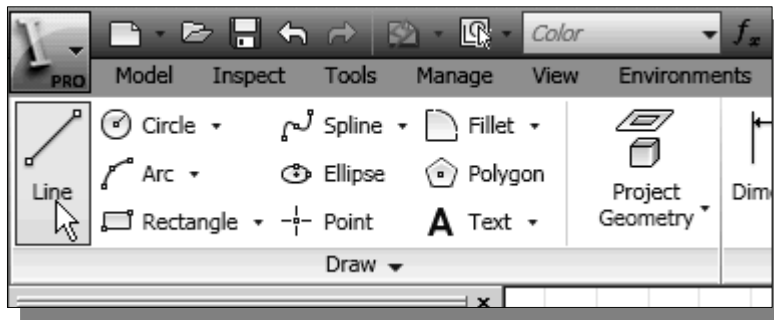 Color fx
PRO Model Inspect Tools Manage View Environments
Circle Spline Fillet
Line Arc Ellipse Polygon Project Geometry
Rectangle Point A Text
Draw